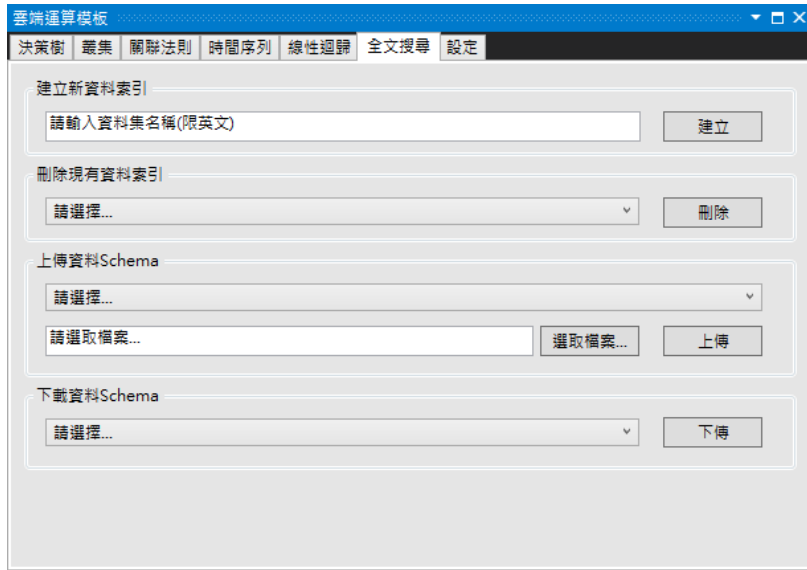 雲端運算模板
決策樹 叢集 關聯法則 時間序列 線性迴歸 全文搜尋 設定
建立新資料索引
請輸入資料集名稱(限英文) 建立
刪除現有資料索引
請選擇... 刪除
上傳資料Schema
請選擇...
請選取檔案... 選取檔案... 上傳
下載資料Schema
請選擇... 下傳